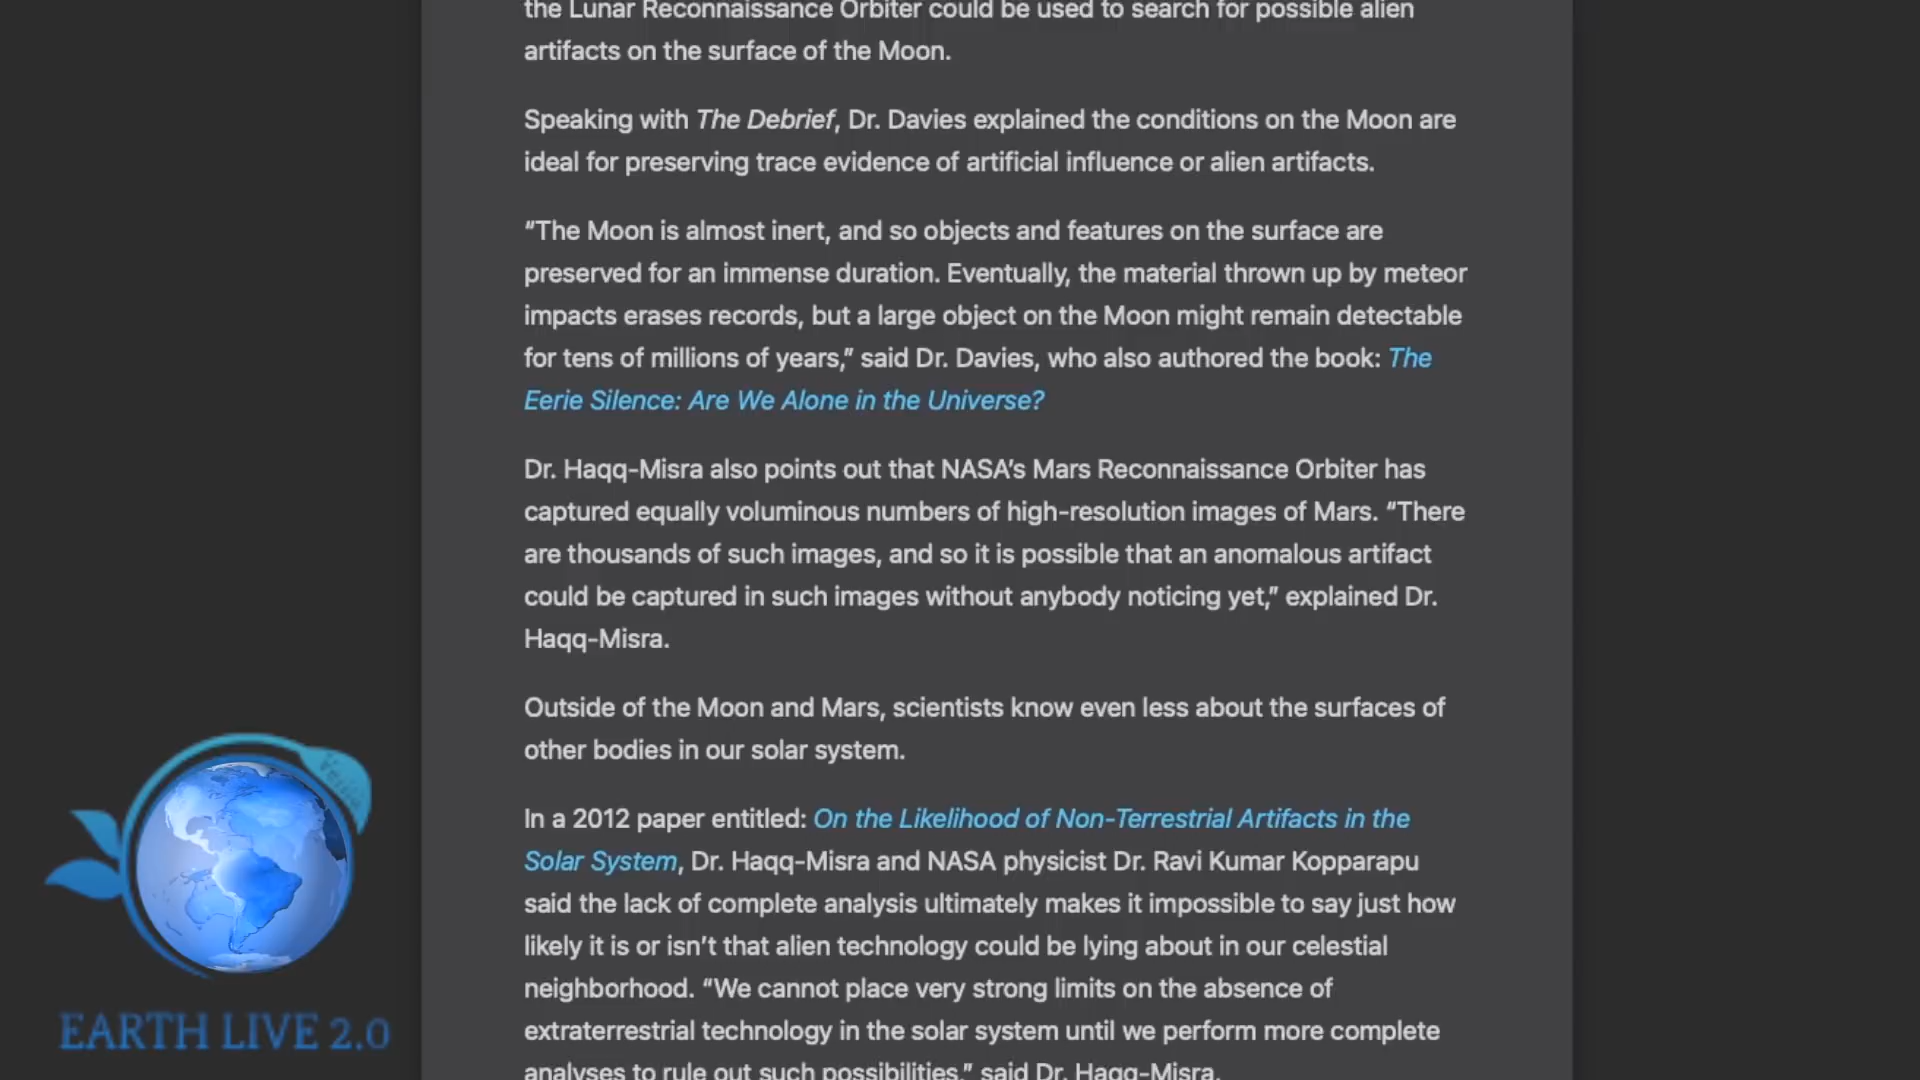 the Lunar Reconnaissance Orbiter could be used to search for possible alien
artifacts on the surface of the Moon.
Speaking with The Debrief, Dr. Davies explained the conditions on the Moon are
ideal for preserving trace evidence of artificial influence or alien artifacts.
“The Moon is almost inert, and so objects and features on the surface are
preserved for an immense duration. Eventually, the material thrown up by meteor
impacts erases records, but a large object on the Moon might remain detectable
for tens of millions of years,” said Dr. Davies, who also authored the book: The
Eerie Silence: Are We Alone in the Universe?
Dr. Haqq-Misra also points out that NASA’s Mars Reconnaissance Orbiter has
captured equally voluminous numbers of high-resolution images of Mars. “There
are thousands of such images, and so it is possible that an anomalous artifact
could be captured in such images without anybody noticing yet,” explained Dr.
Haqq-Misra.
Outside of the Moon and Mars, scientists know even less about the surfaces of
other bodies in our solar system.
In a 2012 paper entitled: On the Likelihood of Non-Terrestrial Artifacts in the
Solar System, Dr. Haqq-Misra and NASA physicist Dr. Ravi Kumar Kopparapu
said the lack of complete analysis ultimately makes it impossible to say just how
likely it is or isn’t that alien technology could be lying about in our celestial
neighborhood. “We cannot place very strong limits on the absence of
extraterrestrial technology in the solar system until we perform more complete
analyses to rule out such possibilities,” said Dr. Haqq-Misra.
EARTH LIVE 2.0